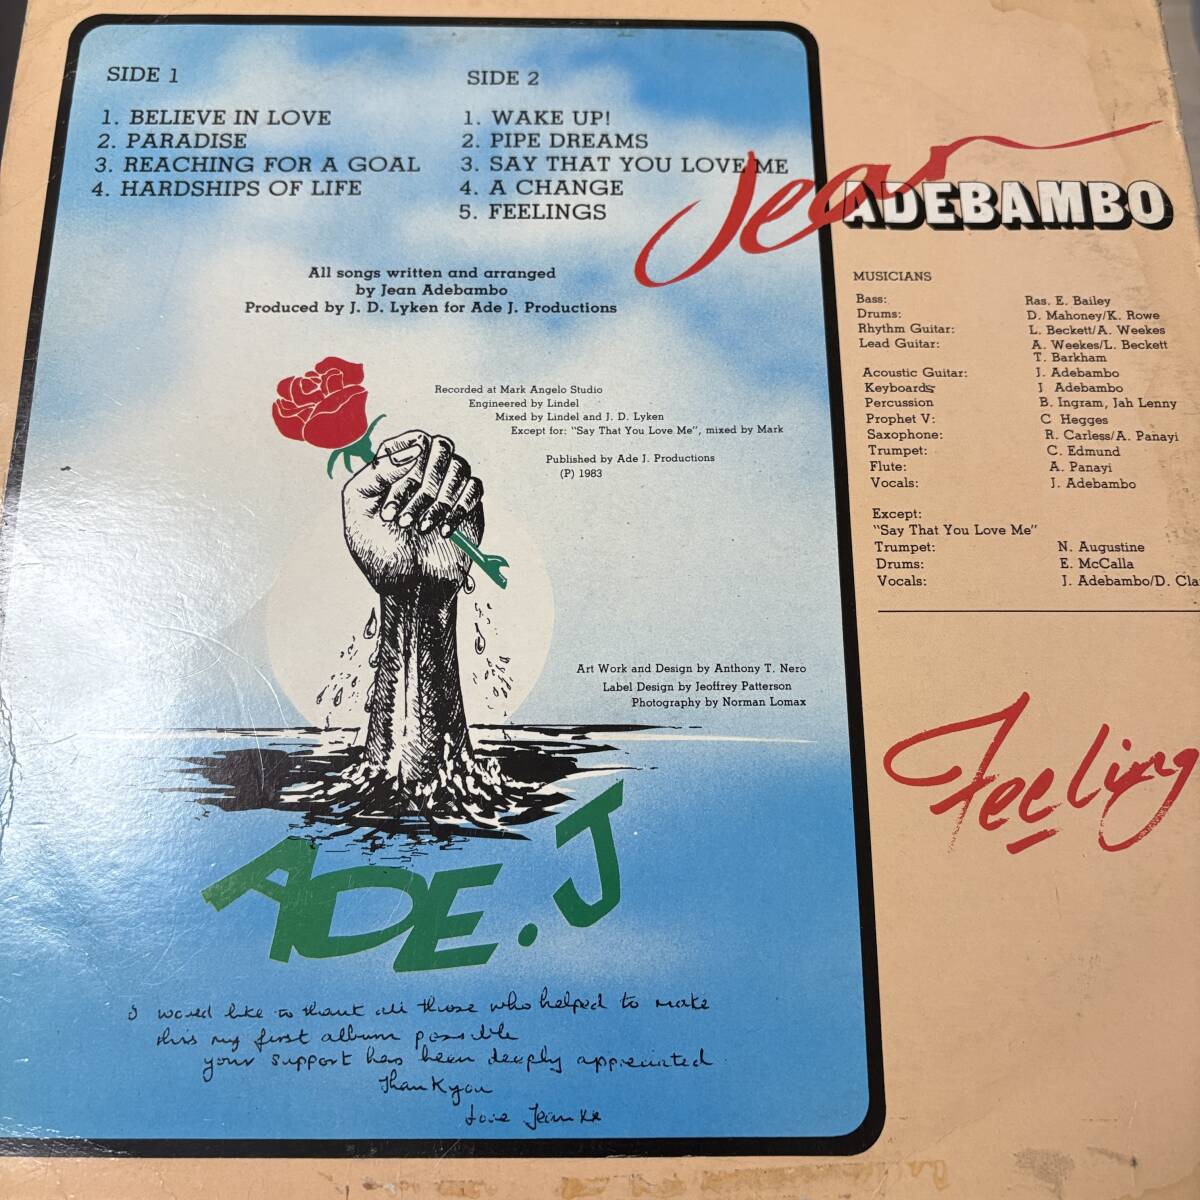 SIDE 1
1. BELIEVE IN LOVE
2. PARADISE
3. REACHING FOR A GOAL
4. HARDSHIPS OF LIFE
SIDE 2
1. WAKE UP!
2. PIPE DREAMS
3. SAY THAT YOU LOVE ME
4. A CHANGE
5. FEELINGS
Jean
ADEBAMBO
All songs written and arranged
by Jean Adebambo
Produced by J. D. Lyken for Ade J. Productions
Recorded at Mark Angelo Studio
Engineered by Lindel
Mixed by Lindel and J. D. Lyken
Except for: "Say That You Love Me", mixed by Mark
Published by Ade J. Productions
(P) 1983
Art Work and Design by Anthony T. Nero
Label Design by Jeoffrey Patterson
Photography by Norman Lomax
ADE.J
I would like to thank all those who helped to make
this my first album possible
your support has been deeply appreciated
Thank you
Love Jean xx
MUSICIANS
Bass: Ras. E. Bailey
Drums: D. Mahoney/K. Rowe
Rhythm Guitar: L. Beckett/A. Weekes
Lead Guitar: A. Weekes/L. Beckett
T. Barkham
Acoustic Guitar: J. Adebambo
Keyboards J Adebambo
Percussion B. Ingram, Jah Lenny
Prophet V: C Hegges
Saxophone: R. Carless/A. Panayi
Trumpet: C. Edmund
Flute: A. Panayi
Vocals: J. Adebambo
Except:
"Say That You Love Me"
Trumpet: N. Augustine
Drums: E. McCalla
Vocals: J. Adebambo/D. Cla
Feeling